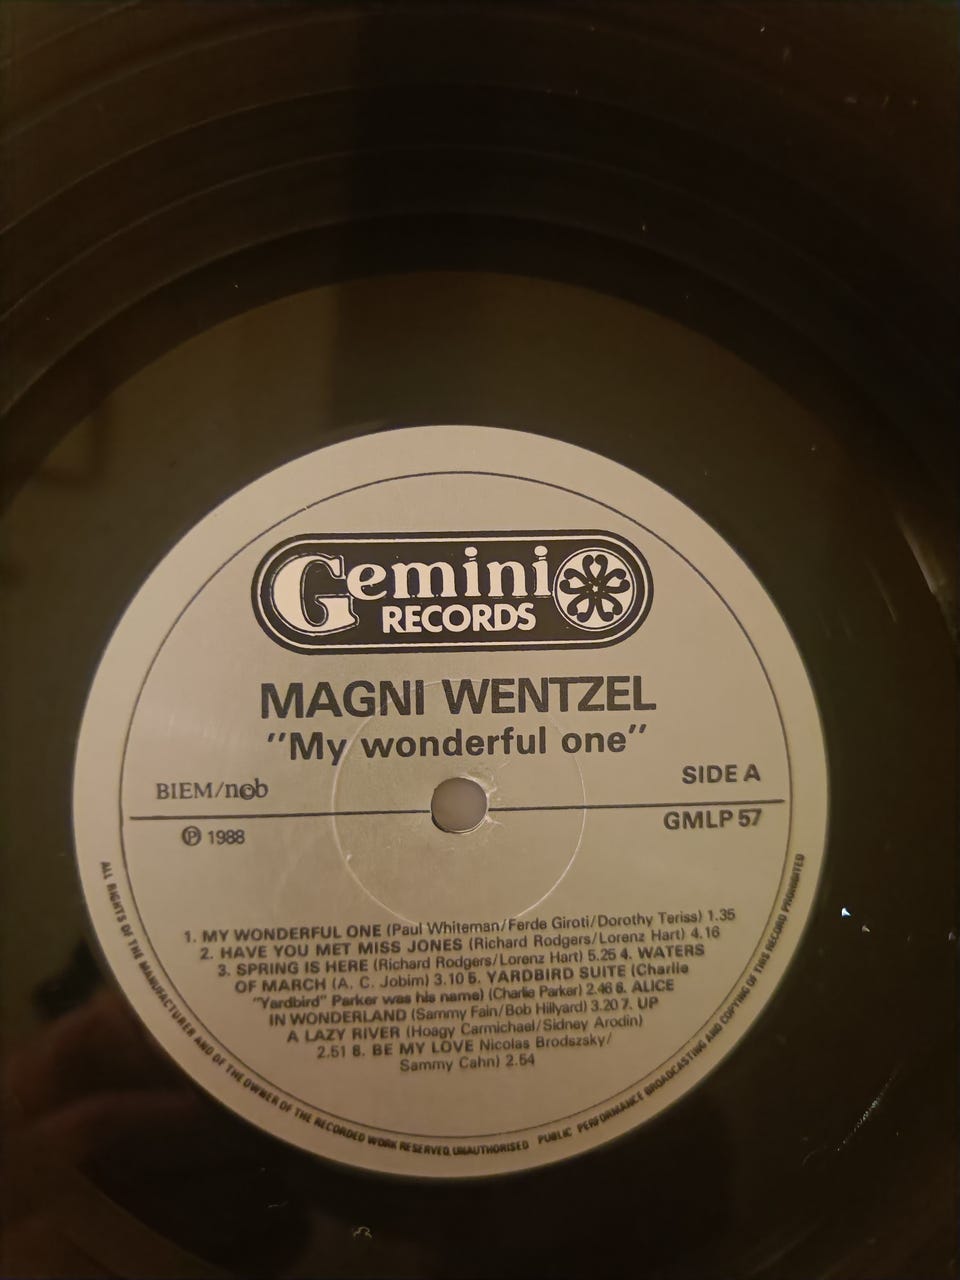 Gemini
RECORDS
MAGNI WENTZEL
"My wonderful one"
SIDE A
BIEM/n©b
GMLP 57
℗ 1988
1. MY WONDERFUL ONE (Paul Whiteman/Ferde Giroti/Dorothy Teriss) 1.35
2. HAVE YOU MET MISS JONES (Richard Rodgers/Lorenz Hart) 4.16
3. SPRING IS HERE (Richard Rodgers/Lorenz Hart) 5.25 4. WATERS
OF MARCH (A. C. Jobim) 3.10 5. YARDBIRD SUITE (Charlie
"Yardbird" Parker was his name) (Charlie Parker) 2.46 6. ALICE
IN WONDERLAND (Sammy Fain/Bob Hillyard) 3.20 7. UP
A LAZY RIVER (Hoagy Carmichael/Sidney Arodin)
2.51 8. BE MY LOVE Nicolas Brodszsky/
Sammy Cahn) 2.54
ALL RIGHTS OF THE MANUFACTURER AND OF THE OWNER OF THE RECORDED WORK RESERVED, UNAUTHORISED PUBLIC PERFORMANCE BROADCASTING AND COPYING OF THIS RECORD PROHIBITED